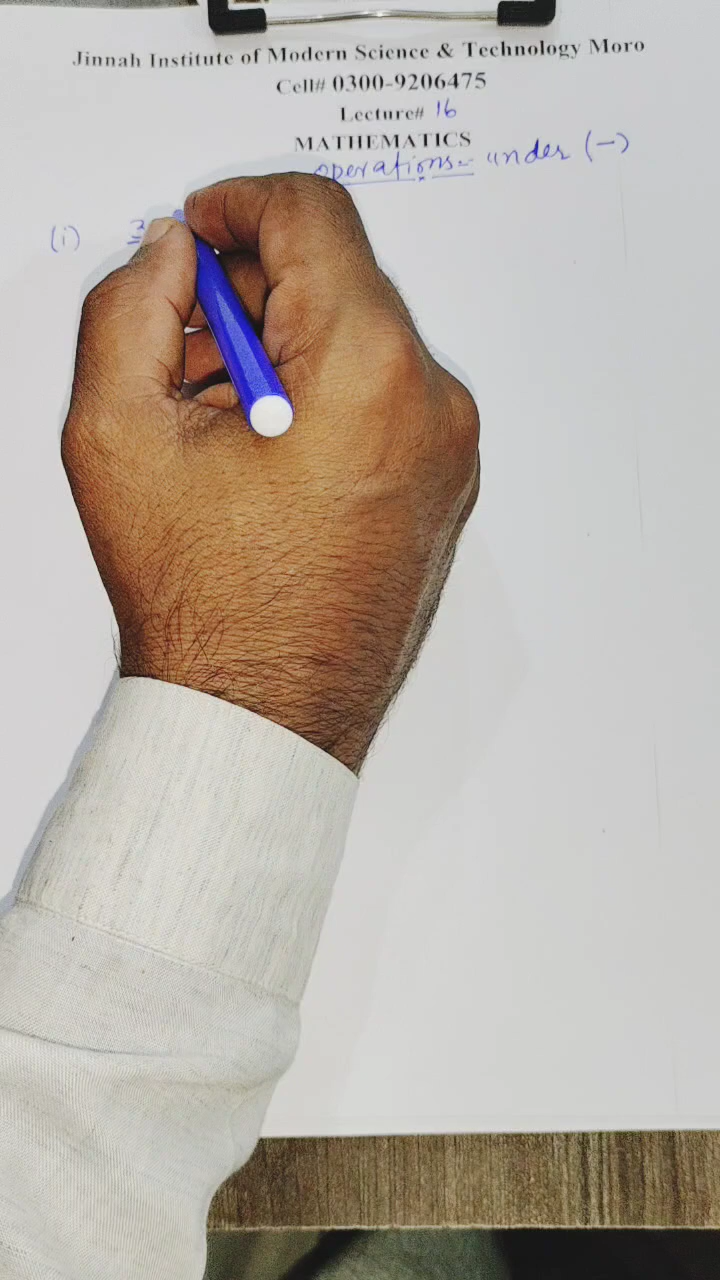 Jinnah Institute of Modern Science & Technology Moro
Cell# 0300-9206475
Lecture# 16
MATHEMATICS
operations:- under (-)
(i)